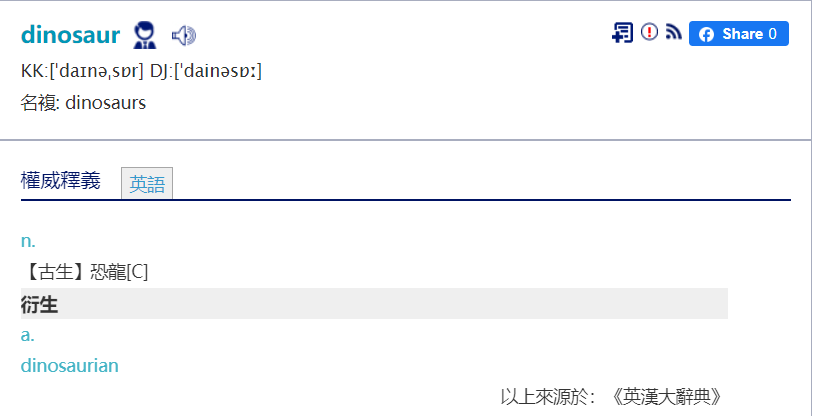 dinosaur
Share 0
KK:[ˈdaɪnə͵sɒr] DJ:[ˈdainəsɒː]
名複: dinosaurs
權威釋義 英語
n.
【古生】恐龍[C]
衍生
a.
dinosaurian
以上來源於：《英漢大辭典》